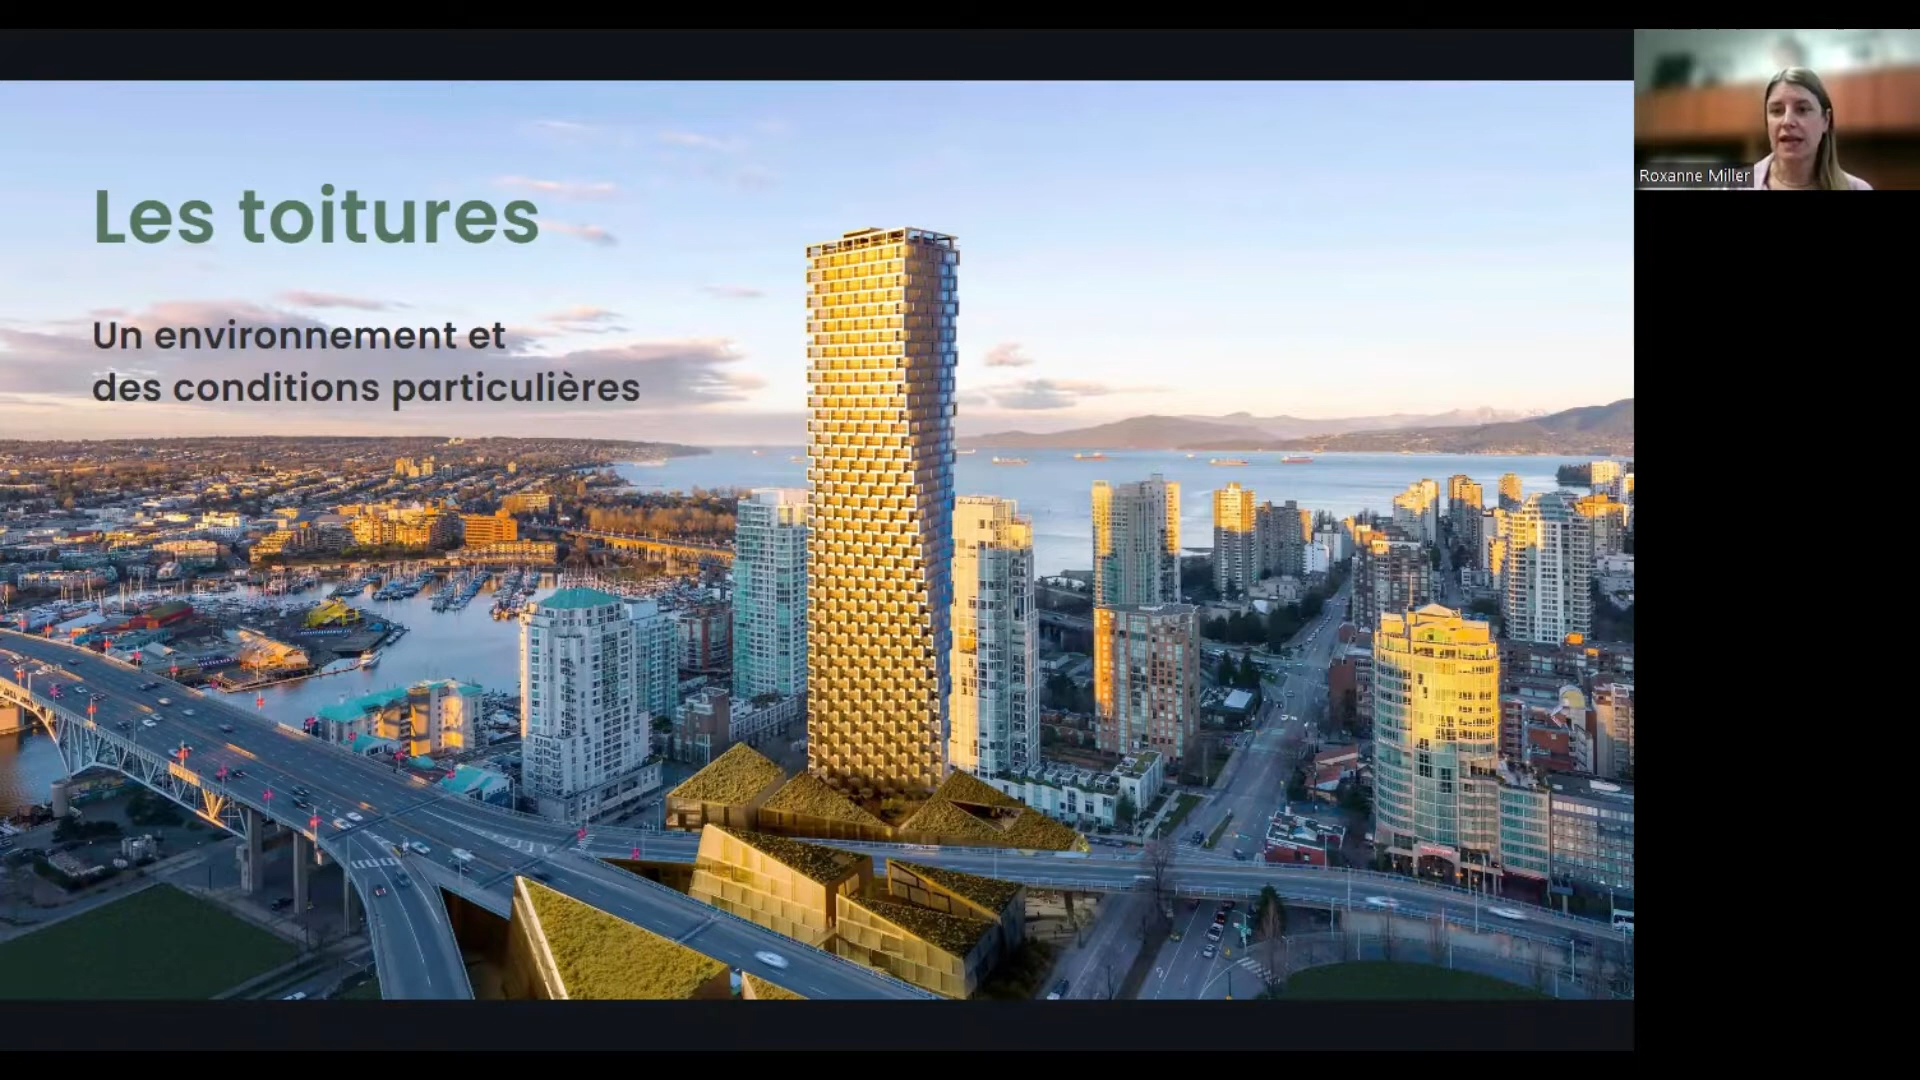 Les toitures
Un environnement et
des conditions particulières
Roxanne Miller